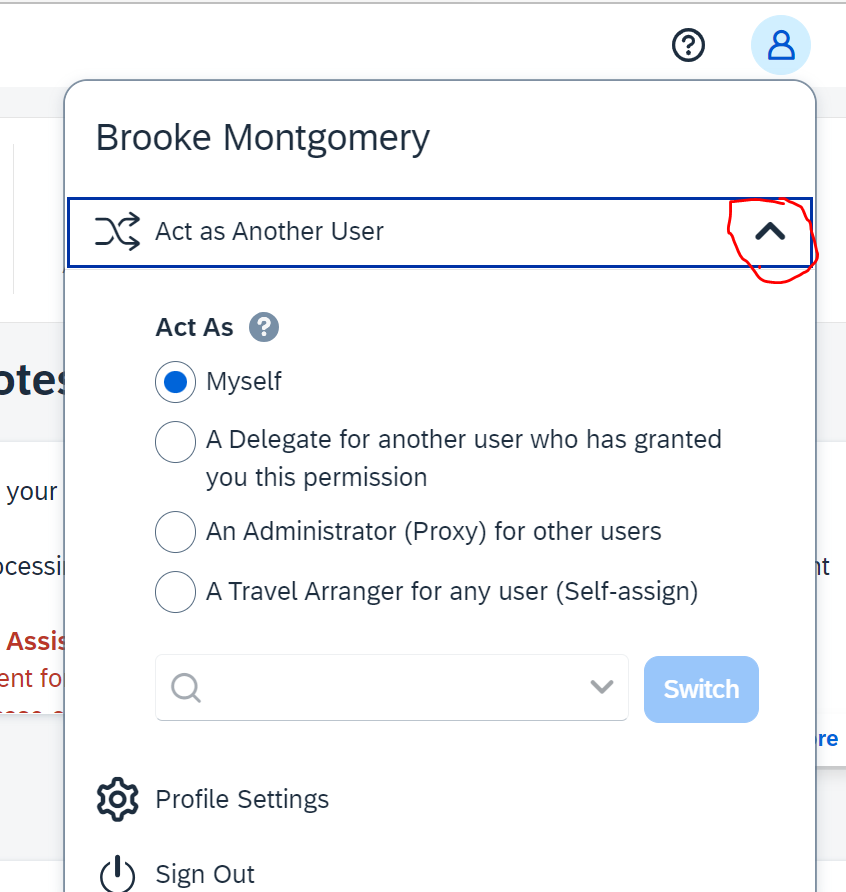 Brooke Montgomery
Act as Another User
Act As ?
Myself
otes
A Delegate for another user who has granted
you this permission
your
An Administrator (Proxy) for other users
ocessi
nt
A Travel Arranger for any user (Self-assign)
Assis
ent fo
Switch
re
Profile Settings
Sign Out